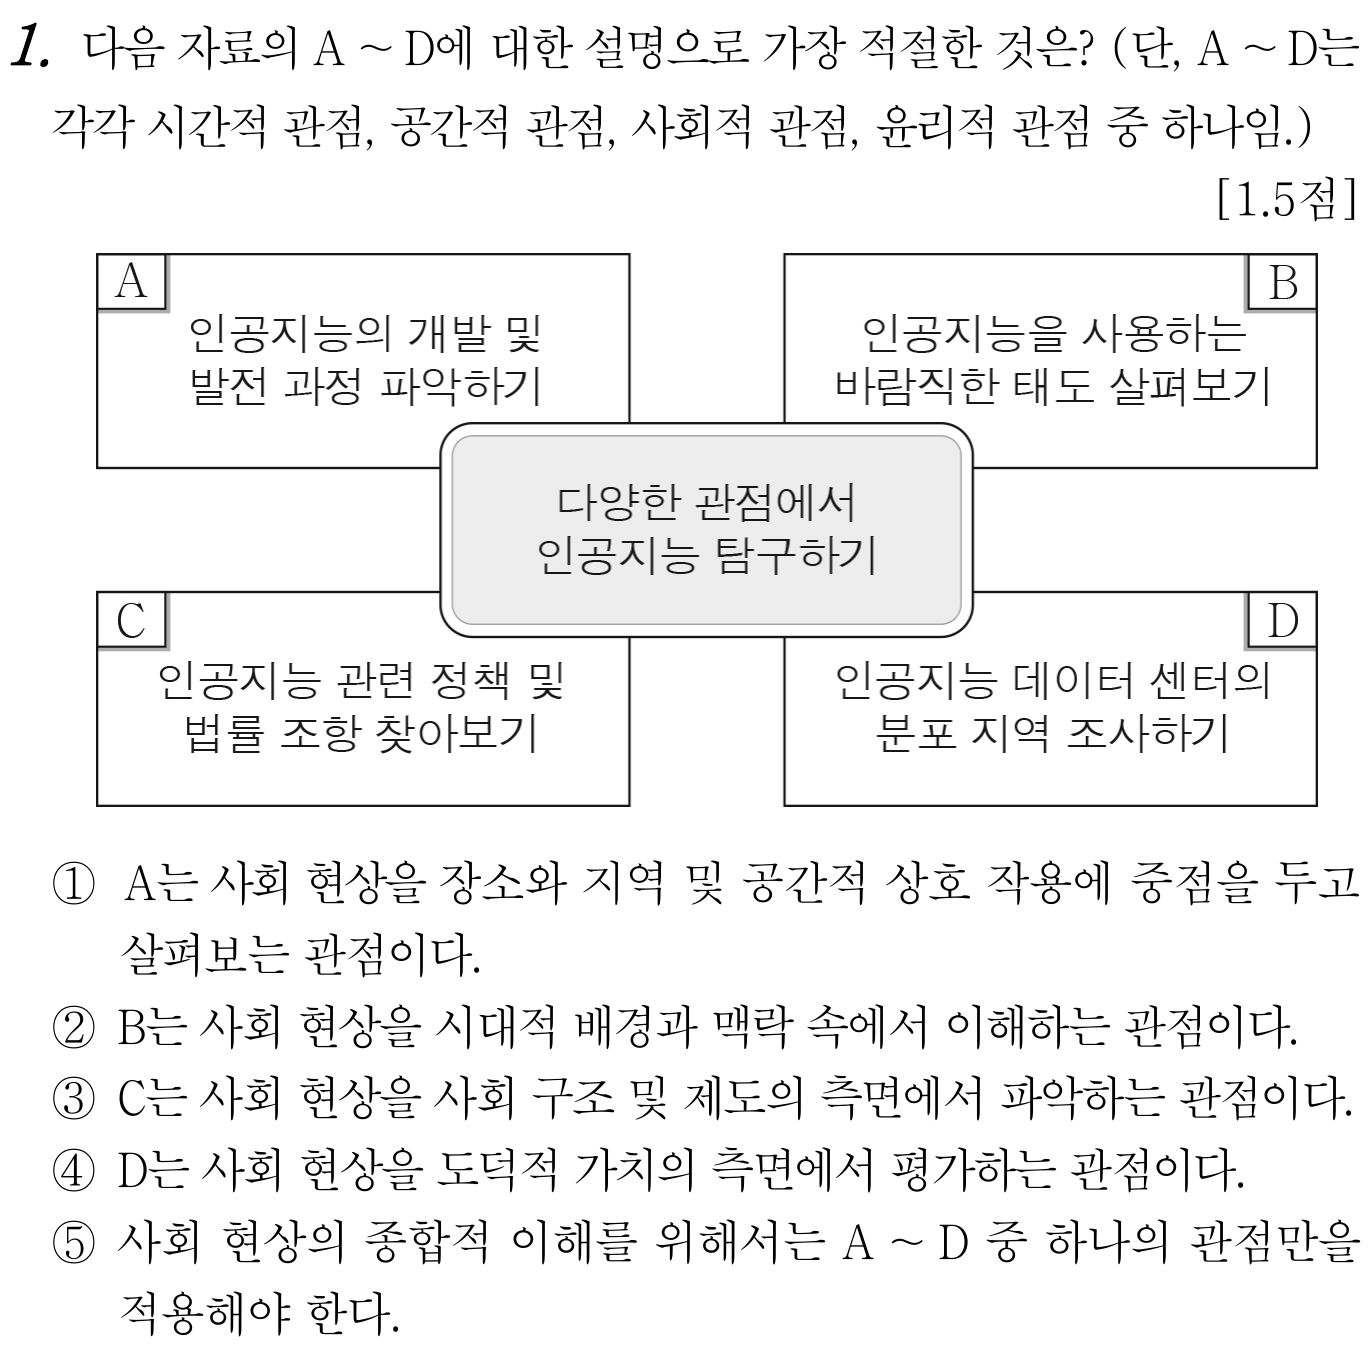 1. 다음 자료의 A ~ D에 대한 설명으로 가장 적절한 것은? (단, A ~ D는
각각 시간적 관점, 공간적 관점, 사회적 관점, 윤리적 관점 중 하나임.)
[1.5점]
A
인공지능의 개발 및
발전 과정 파악하기
B
인공지능을 사용하는
바람직한 태도 살펴보기
다양한 관점에서
인공지능 탐구하기
C
인공지능 관련 정책 및
법률 조항 찾아보기
D
인공지능 데이터 센터의
분포 지역 조사하기
① A는 사회 현상을 장소와 지역 및 공간적 상호 작용에 중점을 두고
살펴보는 관점이다.
② B는 사회 현상을 시대적 배경과 맥락 속에서 이해하는 관점이다.
③ C는 사회 현상을 사회 구조 및 제도의 측면에서 파악하는 관점이다.
④ D는 사회 현상을 도덕적 가치의 측면에서 평가하는 관점이다.
⑤ 사회 현상의 종합적 이해를 위해서는 A ~ D 중 하나의 관점만을
적용해야 한다.